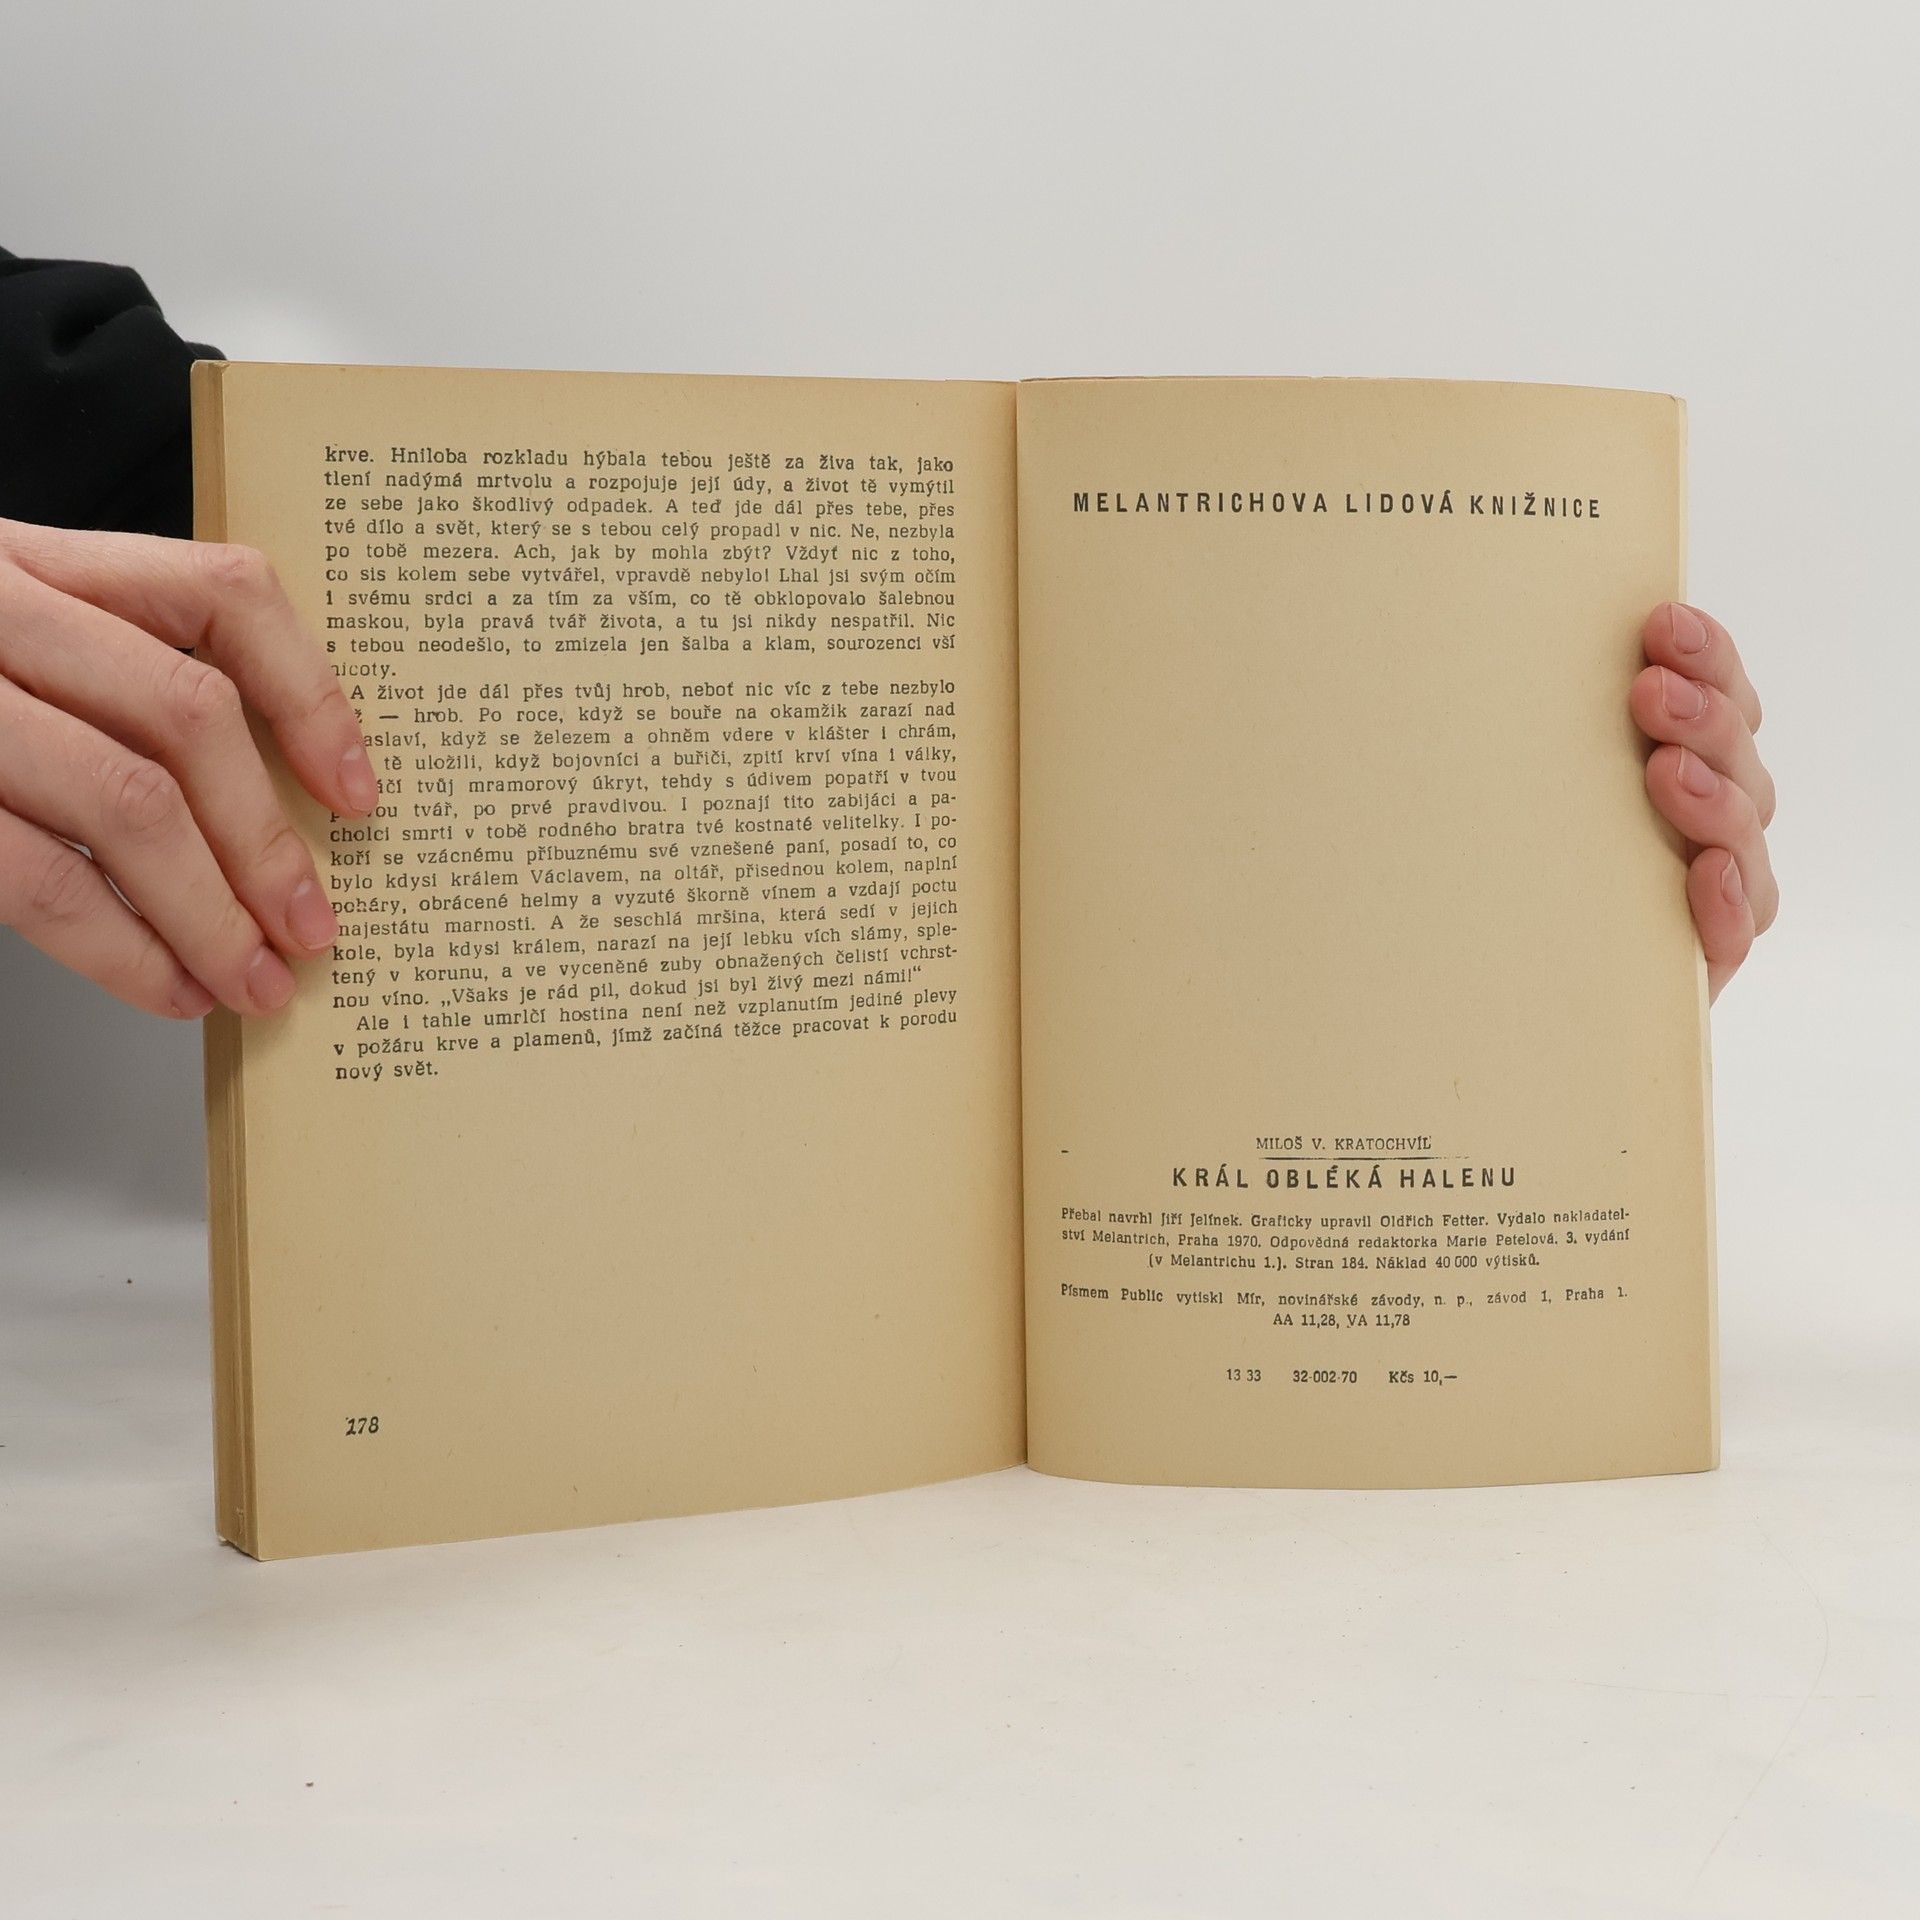 krve. Hniloba rozkladu hýbala tebou ještě za živa tak, jako
tlení nadýmá mrtvolu a rozpojuje její údy, a život tě vymýtil
ze sebe jako škodlivý odpadek. A teď jde dál přes tebe, přes
tvé dílo a svět, který se s tebou celý propadl v nic. Ne, nezbyla
po tobě mezera. Ach, jak by mohla zbýt? Vždyť nic z toho,
co sis kolem sebe vytvářel, vpravdě nebylo! Lhal jsi svým očím
i svému srdci a za tím za vším, co tě obklopovalo šalebnou
maskou, byla pravá tvář života, a tu jsi nikdy nespatřil. Nic
s tebou neodešlo, to zmizela jen šalba a klam, sourozenci vší
nicoty.
A život jde dál přes tvůj hrob, neboť nic víc z tebe nezbylo
— hrob. Po roce, když se bouře na okamžik zarazí nad
aslaví, když se železem a ohněm vdere v klášter i chrám,
tě uložili, když bojovníci a buřiči, zpití krví vína i války,
áčí tvůj mramorový úkryt, tehdy s údivem popatří v tvou
tvář, po prvé pravdivou. I poznají tito zabijáci a pa-
cholci smrti v tobě rodného bratra tvé kostnaté velitelky. I po-
koří se vzácnému příbuznému své vznešené paní, posadí to, co
bylo kdysi králem Václavem, na oltář, přisednou kolem, naplní
poháry, obrácené helmy a vyzuté škorně vínem a vzdají poctu
majestátu marnosti. A že seschlá mršina, která sedí v jejich
kole, byla kdysi králem, narazí na její lebku vích slámy, sple-
tený v korunu, a ve vyceněné zuby obnažených čelistí vchrst-
nou víno. „Všaks je rád pil, dokud jsi byl živý mezi námi!“
Ale i tahle umrlčí hostina není než vzplanutím jediné plevy
v požáru krve a plamenů, jímž začíná těžce pracovat k porodu
nový svět.
178
MELANTRICHOVA LIDOVÁ KNIŽNICE
MILOŠ V. KRATOCHVÍL
KRÁL OBLÉKÁ HALENU
Přebal navrhl Jiří Jelínek. Graficky upravil Oldřich Fetter. Vydalo nakladatel-
ství Melantrich, Praha 1970. Odpovědná redaktorka Marie Petelová. 3. vydání
(v Melantrichu 1.). Stran 184. Náklad 40 000 výtisků.
Písmem Public vytiskl Mír, novinářské závody, n. p., závod 1, Praha 1.
AA 11,28, VA 11,78
13 33 32-002-70 Kčs 10,—